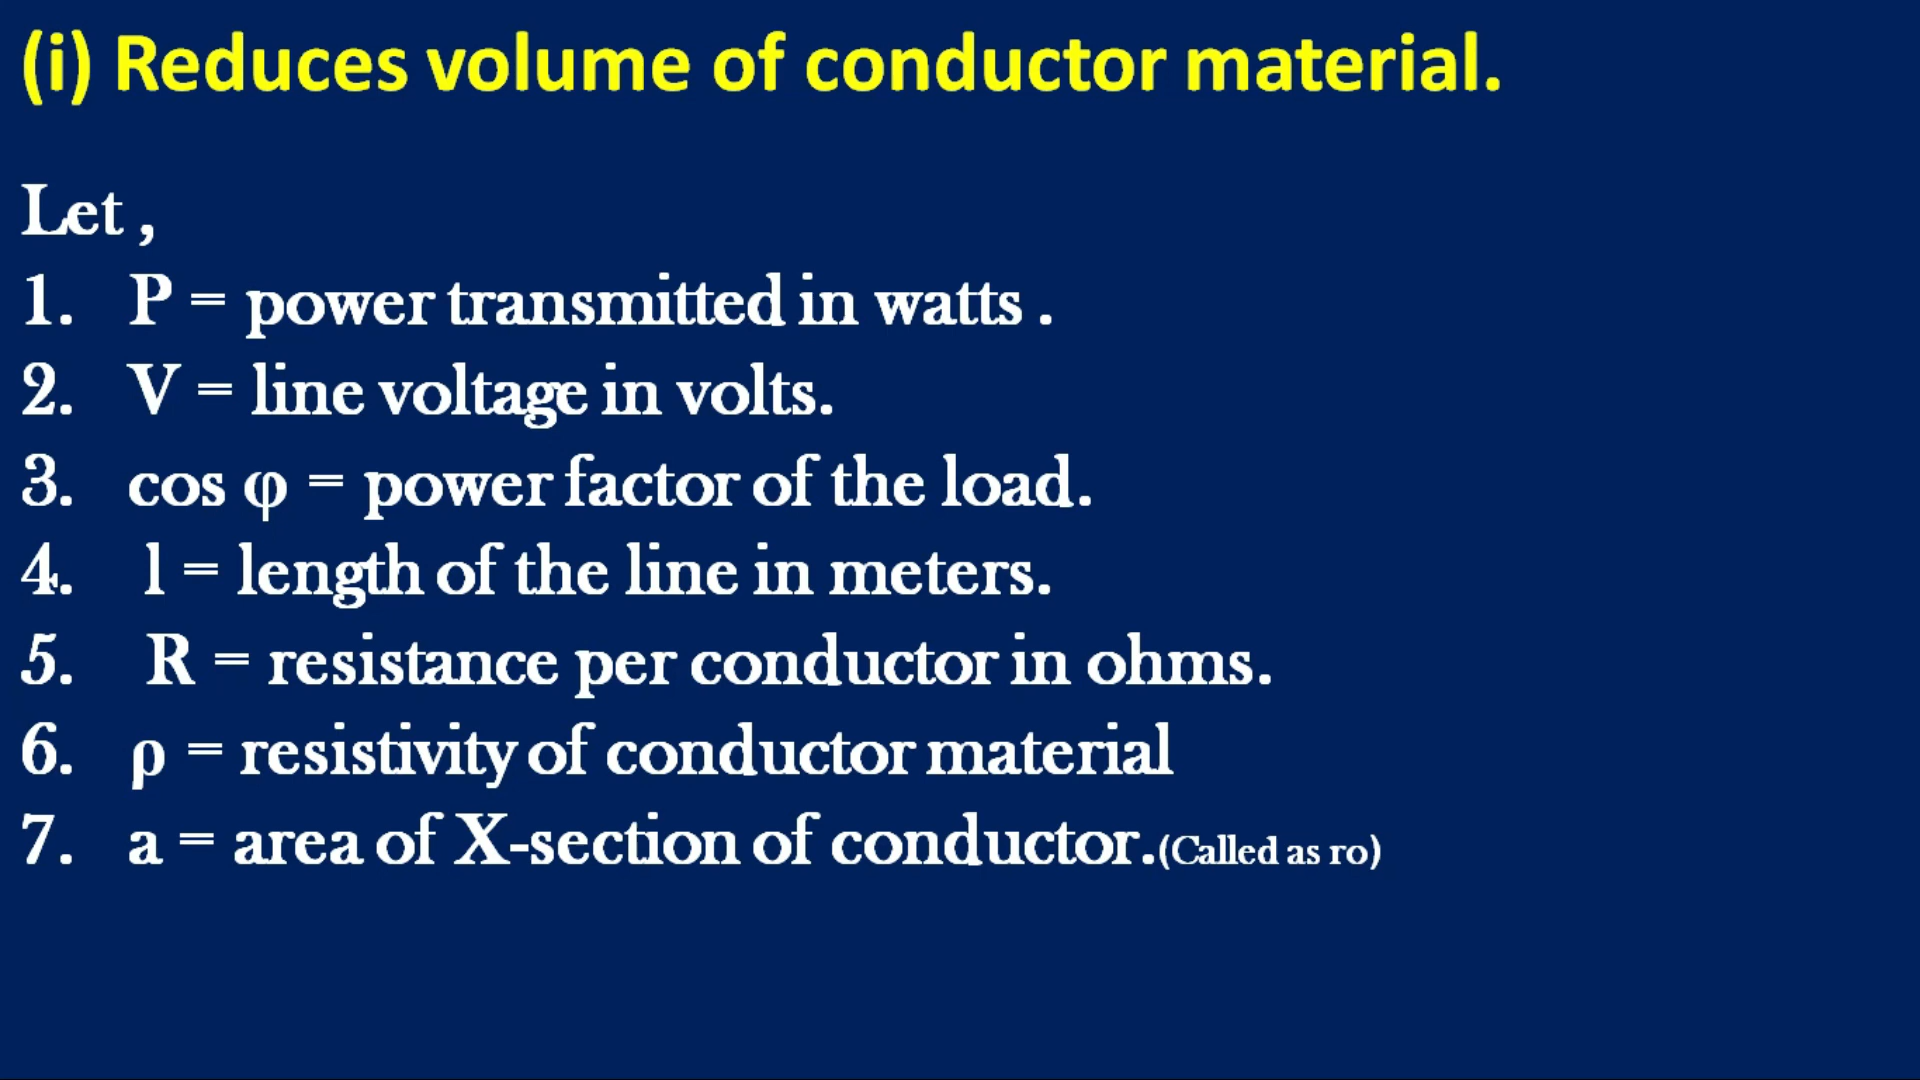 (i) Reduces volume of conductor material.
Let ,
1. P = power transmitted in watts .
2. V = line voltage in volts.
3. cos φ = power factor of the load.
4. l = length of the line in meters.
5. R = resistance per conductor in ohms.
6. ρ = resistivity of conductor material
7. a = area of X-section of conductor.(Called as ro)